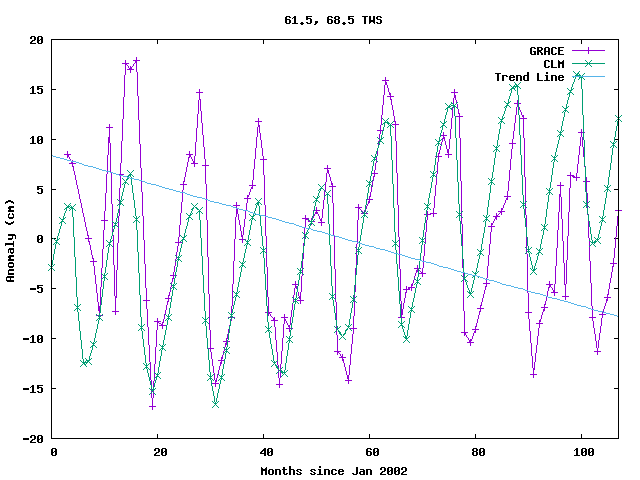 61.5, 68.5 TWS
GRACE
CLM
Trend Line
20
15
10
5
0
-5
-10
-15
-20
Anomaly (cm)
0 20 40 60 80 100
Months since Jan 2002